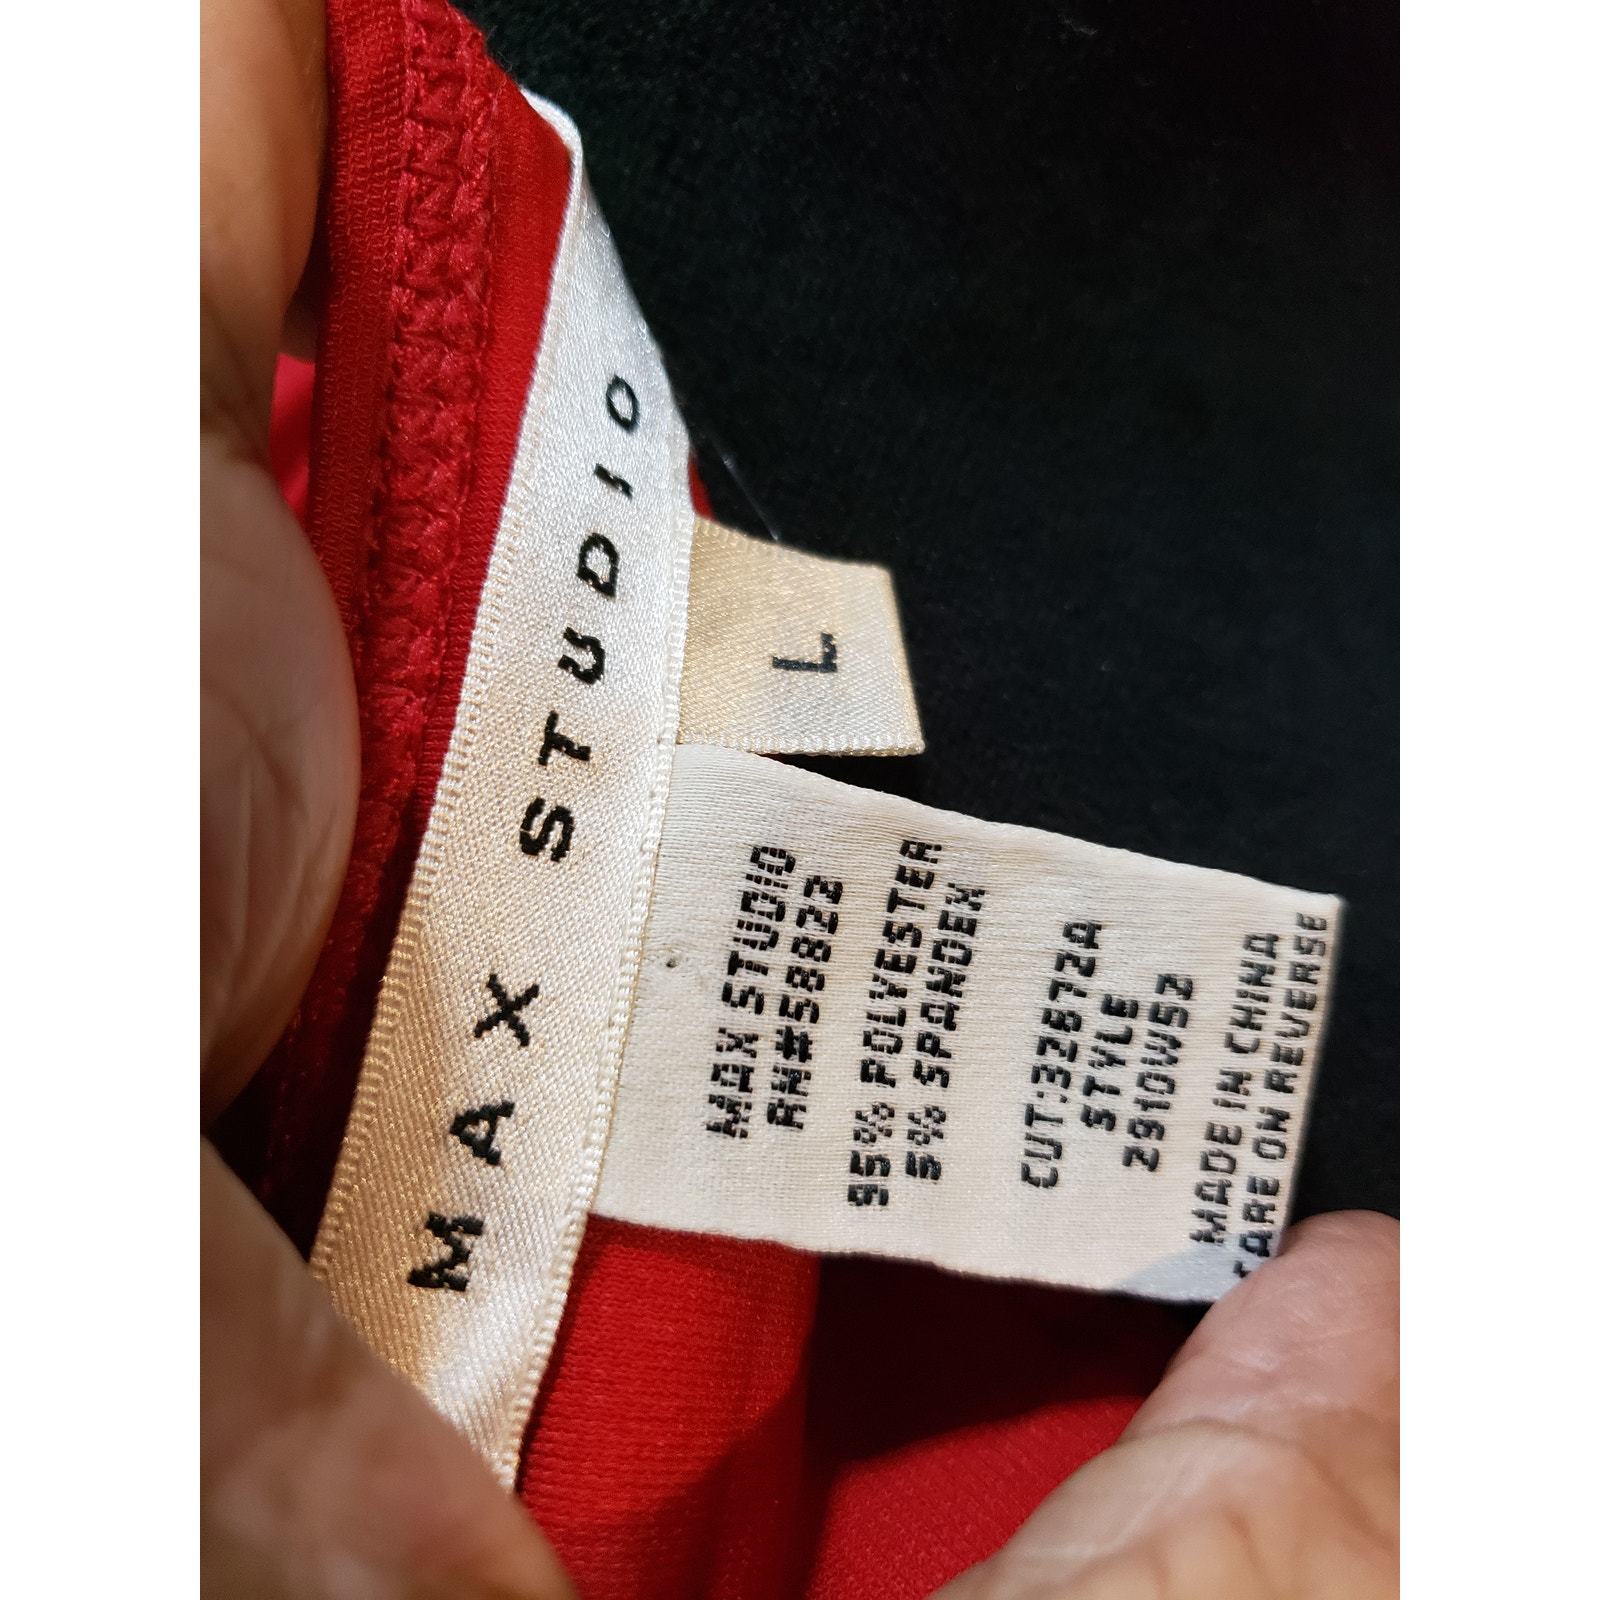 MAX STUDIO
L
MAX STUDIO
RN#58822
95% POLYESTER
5% SPANDEX
CUT:32872A
STYLE
2910W52
MADE IN CHINA
CARE ON REVERSE